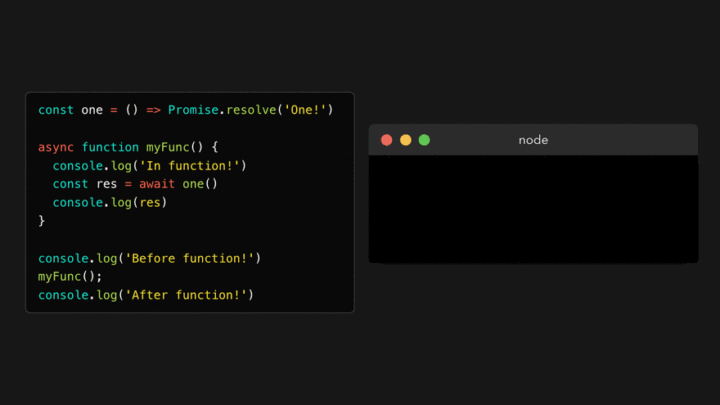 const one = () => Promise.resolve('One!')
async function myFunc() {
console.log('In function!')
const res = await one()
console.log(res)
}
console.log('Before function!')
myFunc();
console.log('After function!')
node